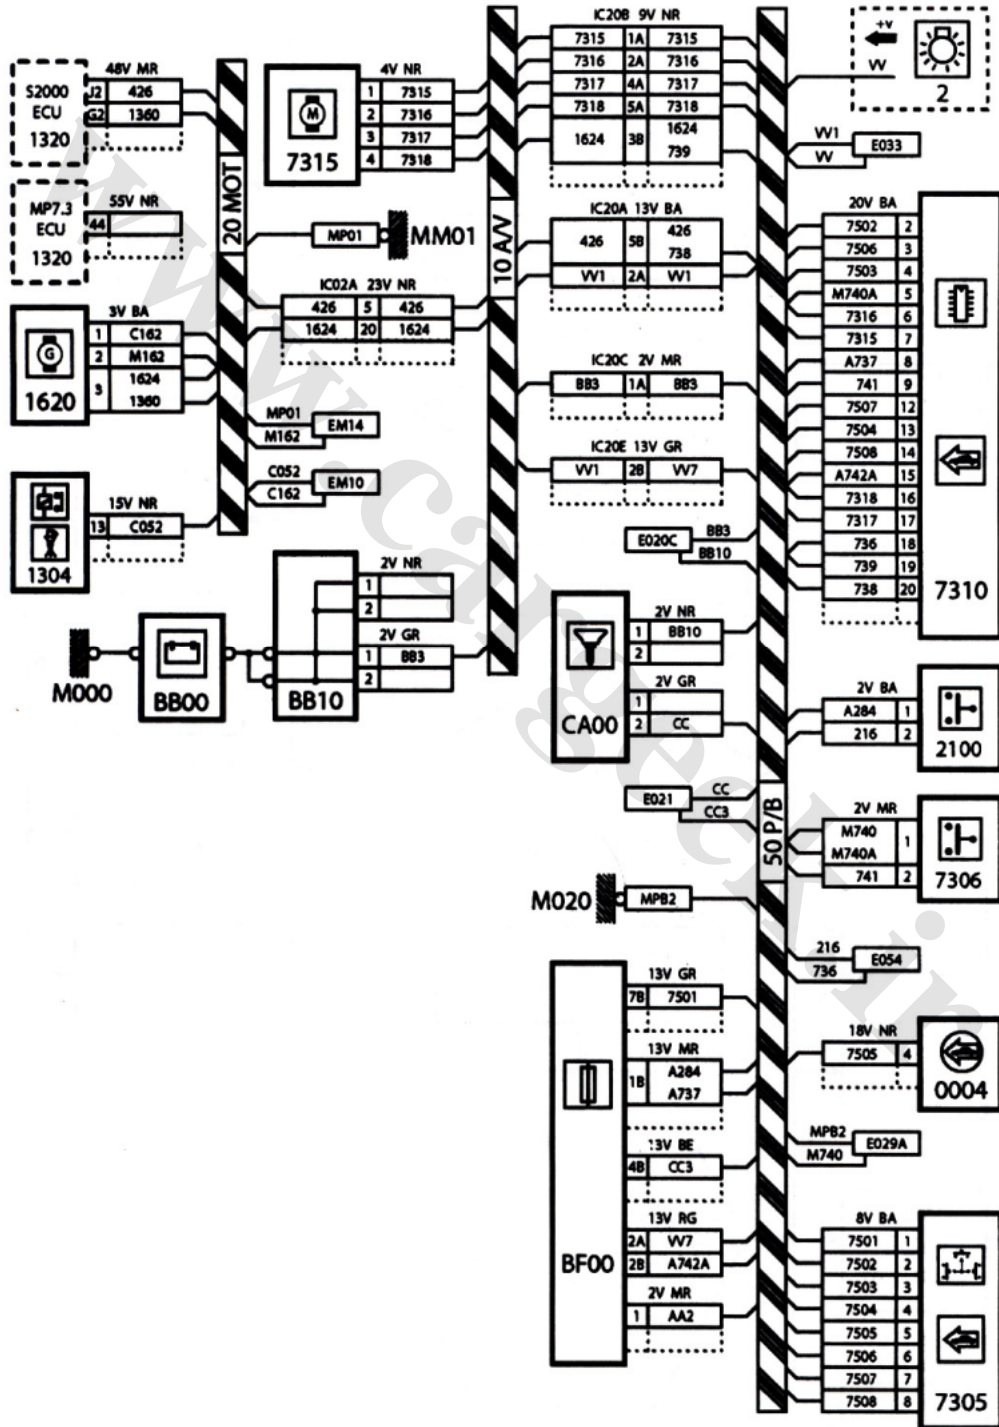 S2000
ECU
1320
48V MR
J2 426
G2 1360
MP7.3
ECU
1320
55V NR
44
1620
G
3V BA
1 C162
2 M162
3 1624
1360
1304
15V NR
13 C052
20 MOT
7315
M
4V NR
1 7315
2 7316
3 7317
4 7318
MP01
MM01
IC02A 23V NR
426 5 426
1624 20 1624
MP01
M162
EM14
C052
C162
EM10
M000
BB00
BB10
2V NR
1
2
2V GR
1 BB3
2
10 A/V
IC20B 9V NR
7315 1A 7315
7316 2A 7316
7317 4A 7317
7318 5A 7318
1624 3B 1624
739
IC20A 13V BA
426 5B 426
738
VV1 2A VV1
IC20C 2V MR
BB3 1A BB3
IC20E 13V GR
VV1 2B VV7
E020C
BB3
BB10
CA00
2V NR
1 BB10
2
2V GR
1
2 CC
E021
CC
CC3
M020
MPB2
BF00
13V GR
7B 7501
13V MR
1B A284
A737
13V BE
4B CC3
13V RG
2A VV7
2B A742A
2V MR
1 AA2
50 P/B
+V
VV
2
VV1
VV
E033
20V BA
7502 2
7506 3
7503 4
M740A 5
7316 6
7315 7
A737 8
741 9
7507 12
7504 13
7508 14
A742A 15
7318 16
7317 17
736 18
739 19
738 20
7310
2V BA
A284 1
216 2
2100
2V MR
M740 1
M740A
741 2
7306
216
736
E054
18V NR
7505 4
0004
MPB2
M740
E029A
8V BA
7501 1
7502 2
7503 3
7504 4
7505 5
7506 6
7507 7
7508 8
7305
www.cargeek.ir